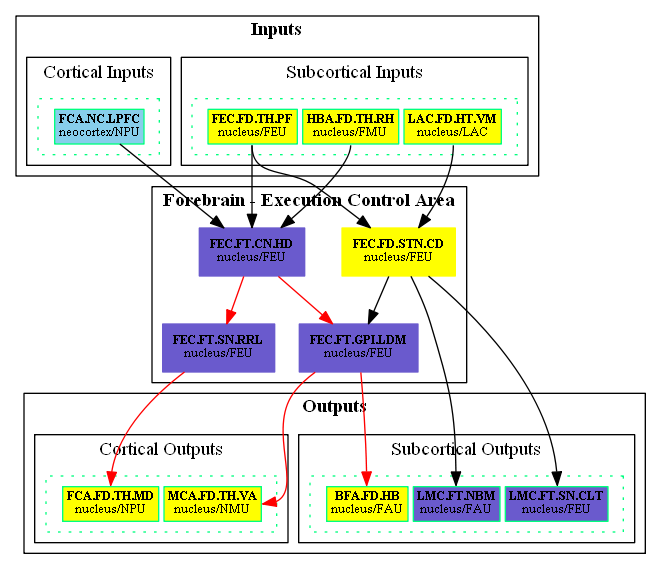 Inputs
Cortical Inputs
Subcortical Inputs
FCA.NC.LPFC
neocortex/NPU
FEC.FD.TH.PF
nucleus/FEU
HBA.FD.TH.RH
nucleus/FMU
LAC.FD.HT.VM
nucleus/LAC
Forebrain - Execution Control Area
FEC.FT.CN.HD
nucleus/FEU
FEC.FD.STN.CD
nucleus/FEU
FEC.FT.SN.RRL
nucleus/FEU
FEC.FT.GPI.LDM
nucleus/FEU
Outputs
Cortical Outputs
Subcortical Outputs
FCA.FD.TH.MD
nucleus/NPU
MCA.FD.TH.VA
nucleus/NMU
BFA.FD.HB
nucleus/FAU
LMC.FT.NBM
nucleus/FAU
LMC.FT.SN.CLT
nucleus/FEU